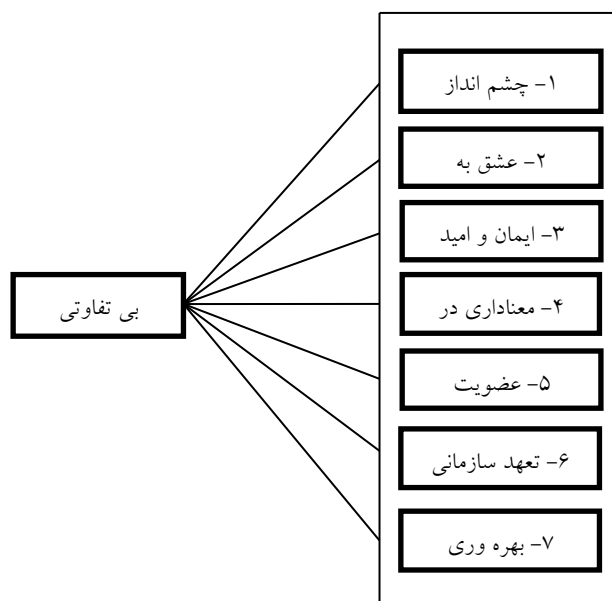 ۱- چشم انداز
۲- عشق به
۳- ایمان و امید
۴- معناداری در
۵- عضویت
۶- تعهد سازمانی
۷- بهره وری
بی تفاوتی